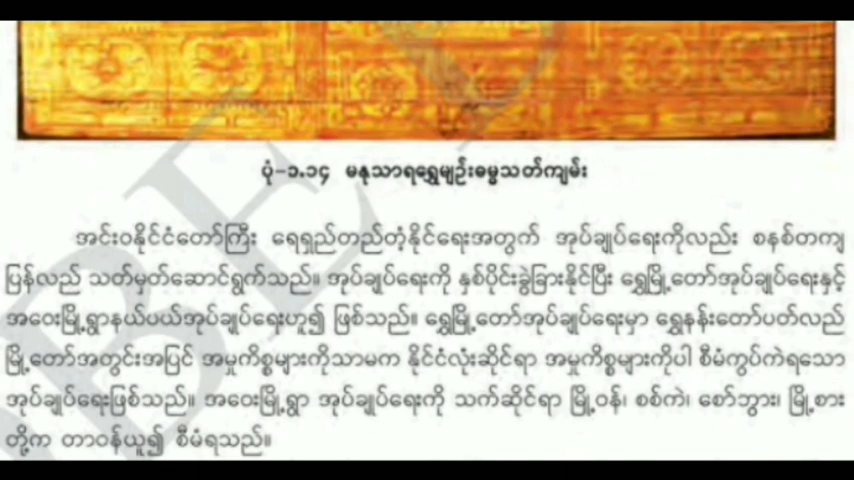 ပုံ-၁.၁၄ မနုသာရရွှေမျဉ်းဓမ္မသတ်ကျမ်း
အင်းဝနိုင်ငံတော်ကြီး ရေရှည်တည်တံ့နိုင်ရေးအတွက် အုပ်ချုပ်ရေးကိုလည်း စနစ်တကျ
ပြန်လည် သတ်မှတ်ဆောင်ရွက်သည်။ အုပ်ချုပ်ရေးကို နှစ်ပိုင်းခွဲခြားနိုင်ပြီး ရွှေမြို့တော်အုပ်ချုပ်ရေးနှင့်
အဝေးမြို့ရွာနယ်ပယ်အုပ်ချုပ်ရေးဟူ၍ ဖြစ်သည်။ ရွှေမြို့တော်အုပ်ချုပ်ရေးမှာ ရွှေနန်းတော်ပတ်လည်
မြို့တော်အတွင်းအပြင် အမှုကိစ္စများကိုသာမက နိုင်ငံလုံးဆိုင်ရာ အမှုကိစ္စများကိုပါ စီမံကွပ်ကဲရသော
အုပ်ချုပ်ရေးဖြစ်သည်။ အဝေးမြို့ရွာ အုပ်ချုပ်ရေးကို သက်ဆိုင်ရာ မြို့ဝန်၊ စစ်ကဲ၊ စော်ဘွား၊ မြို့စား
တို့က တာဝန်ယူ၍ စီမံရသည်။